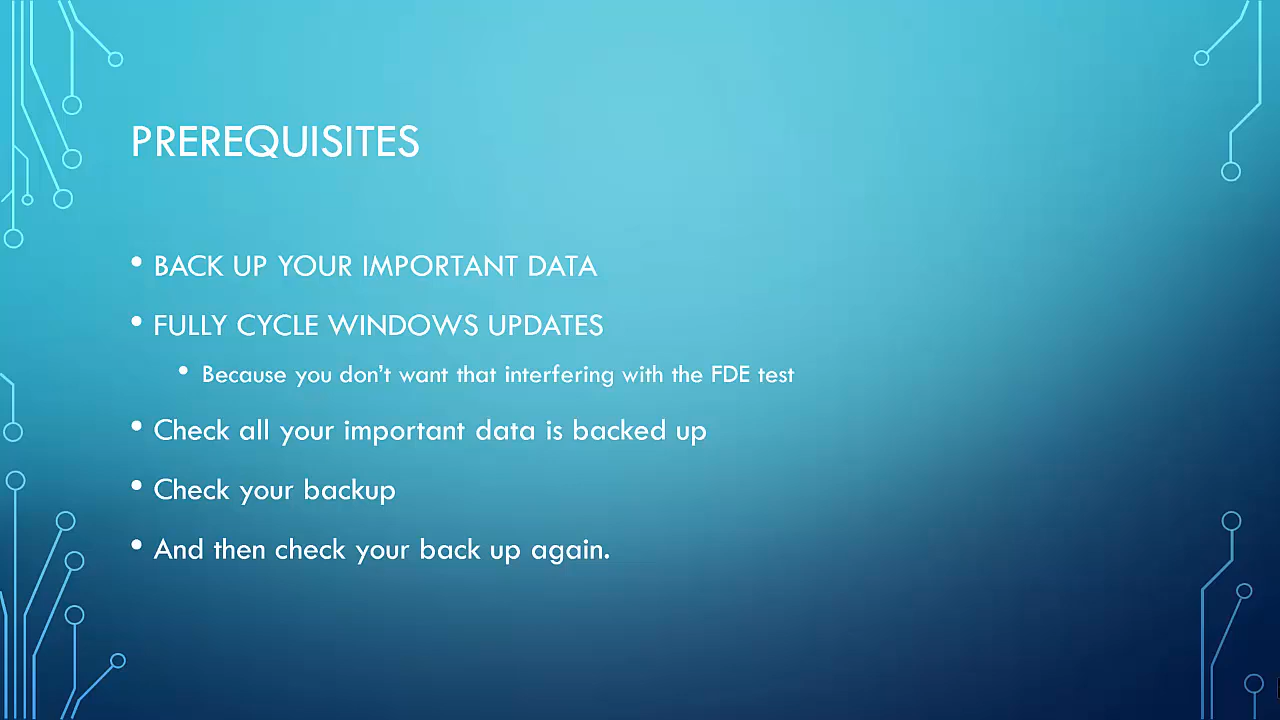 PREREQUISITES
• BACK UP YOUR IMPORTANT DATA
• FULLY CYCLE WINDOWS UPDATES
• Because you don’t want that interfering with the FDE test
• Check all your important data is backed up
• Check your backup
• And then check your back up again.